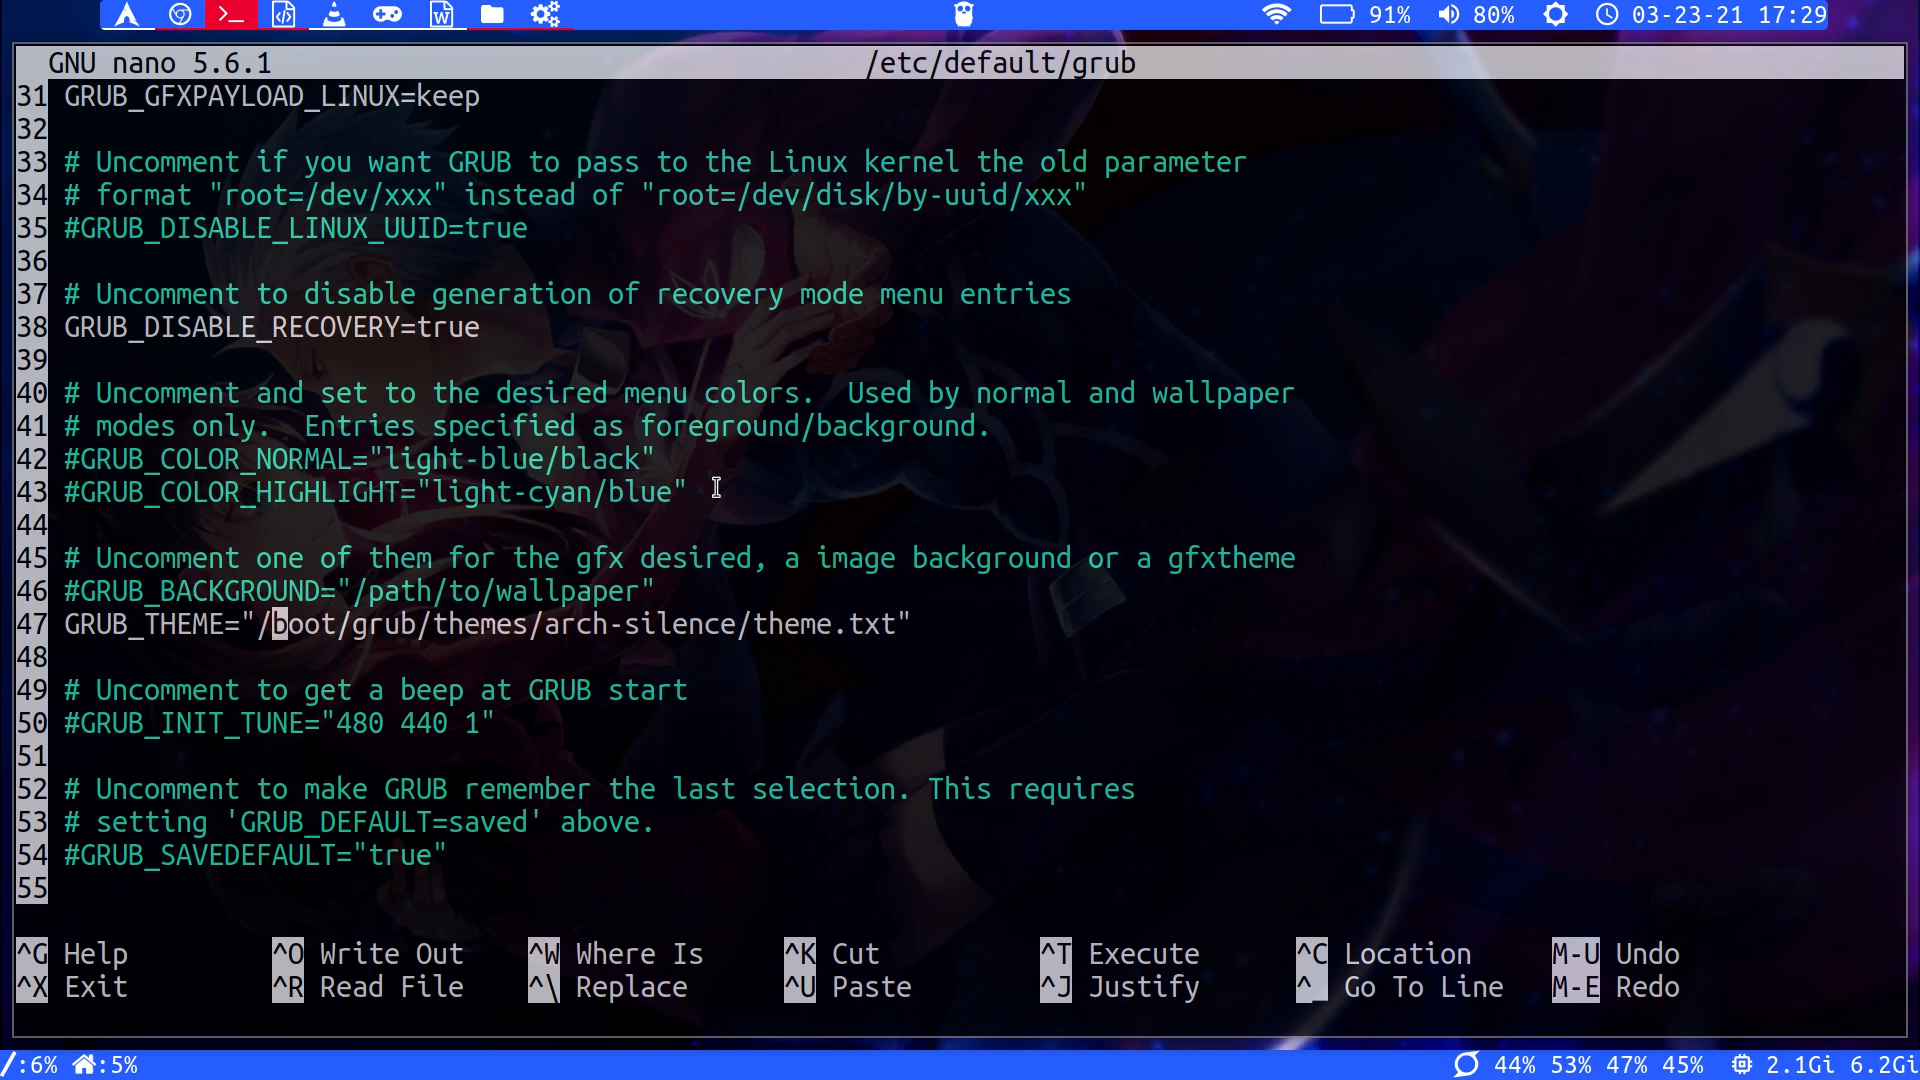 91% 80% 03-23-21 17:29
GNU nano 5.6.1 /etc/default/grub
31 GRUB_GFXPAYLOAD_LINUX=keep
32
33 # Uncomment if you want GRUB to pass to the Linux kernel the old parameter
34 # format "root=/dev/xxx" instead of "root=/dev/disk/by-uuid/xxx"
35 #GRUB_DISABLE_LINUX_UUID=true
36
37 # Uncomment to disable generation of recovery mode menu entries
38 GRUB_DISABLE_RECOVERY=true
39
40 # Uncomment and set to the desired menu colors.  Used by normal and wallpaper
41 # modes only.  Entries specified as foreground/background.
42 #GRUB_COLOR_NORMAL="light-blue/black"
43 #GRUB_COLOR_HIGHLIGHT="light-cyan/blue"
44
45 # Uncomment one of them for the gfx desired, a image background or a gfxtheme
46 #GRUB_BACKGROUND="/path/to/wallpaper"
47 GRUB_THEME="/boot/grub/themes/arch-silence/theme.txt"
48
49 # Uncomment to get a beep at GRUB start
50 #GRUB_INIT_TUNE="480 440 1"
51
52 # Uncomment to make GRUB remember the last selection. This requires
53 # setting 'GRUB_DEFAULT=saved' above.
54 #GRUB_SAVEDEFAULT="true"
55
^G Help ^O Write Out ^W Where Is ^K Cut ^T Execute ^C Location M-U Undo
^X Exit ^R Read File ^\ Replace ^U Paste ^J Justify ^_ Go To Line M-E Redo
/:6% :5% 44% 53% 47% 45% 2.1Gi 6.2Gi